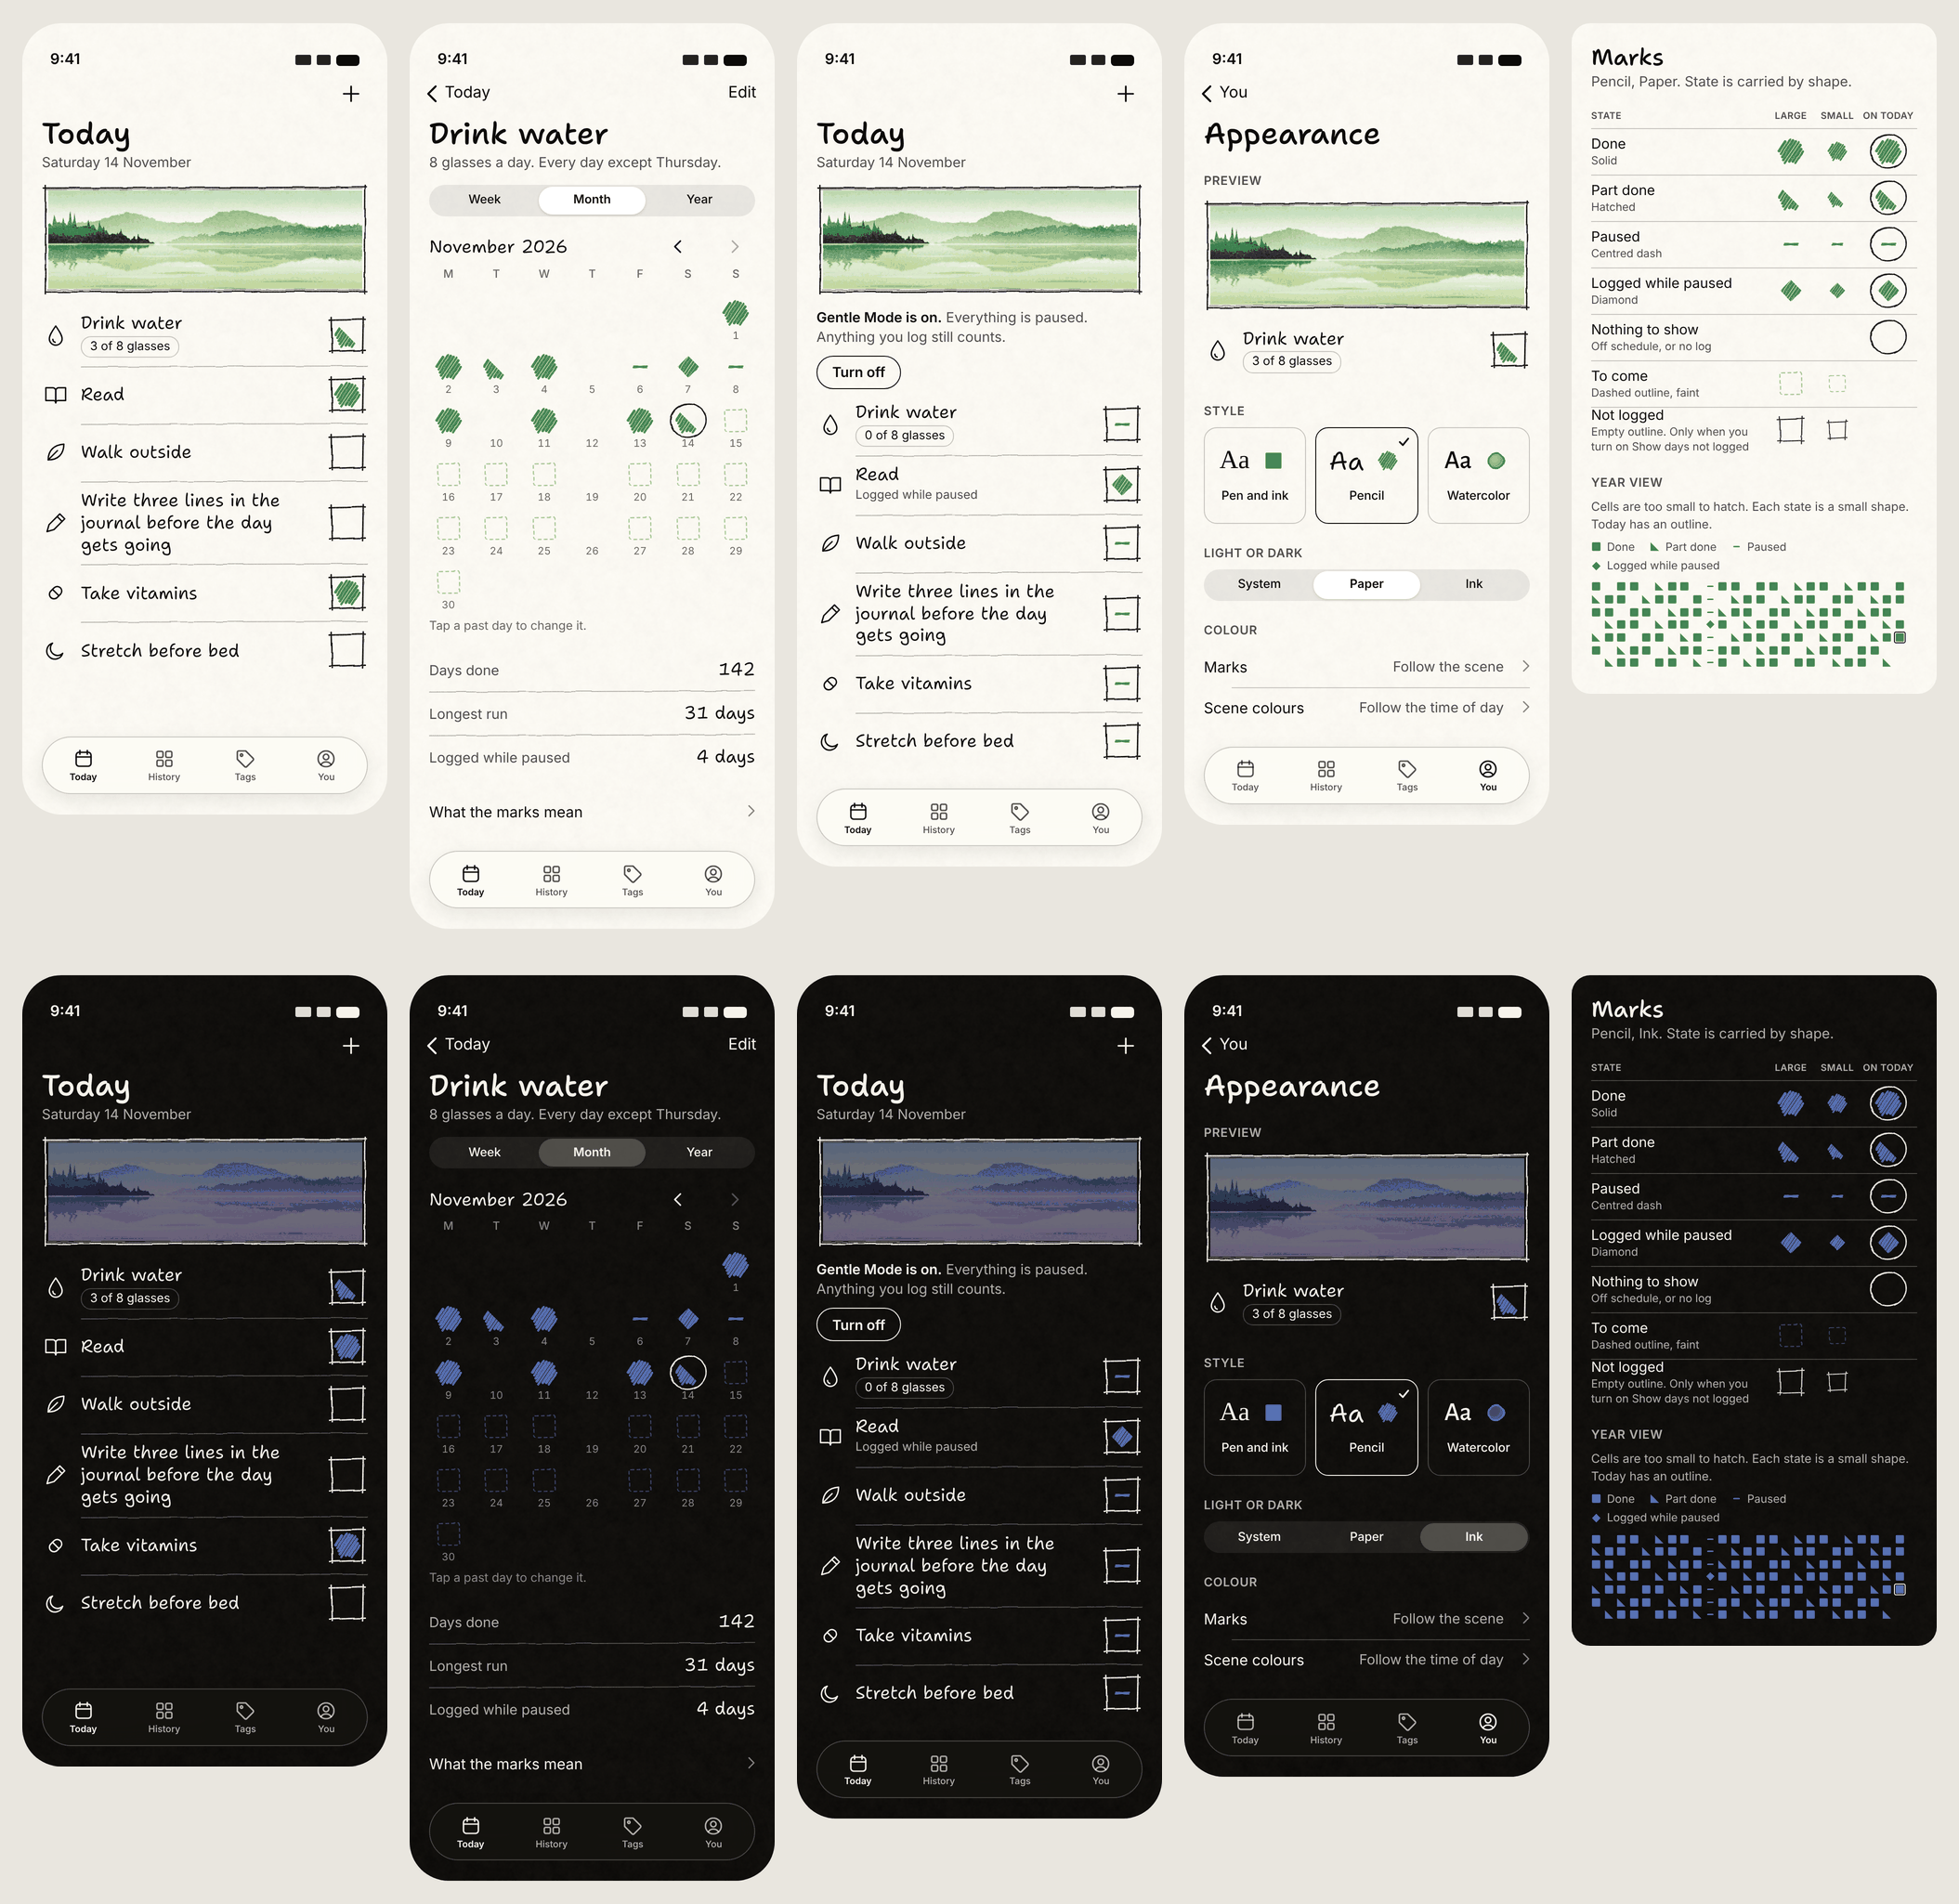 9:41
Today
Saturday 14 November
Drink water
3 of 8 glasses
Read
Walk outside
Write three lines in the
journal before the day
gets going
Take vitamins
Stretch before bed
Today History Tags You
9:41
Today Edit
Drink water
8 glasses a day. Every day except Thursday.
Week Month Year
November 2026
M T W T F S S
1
2 3 4 5 6 7 8
9 10 11 12 13 14 15
16 17 18 19 20 21 22
23 24 25 26 27 28 29
30
Tap a past day to change it.
Days done 142
Longest run 31 days
Logged while paused 4 days
What the marks mean
Today History Tags You
9:41
Today
Saturday 14 November
Gentle Mode is on. Everything is paused.
Anything you log still counts.
Turn off
Drink water
0 of 8 glasses
Read
Logged while paused
Walk outside
Write three lines in the
journal before the day
gets going
Take vitamins
Stretch before bed
Today History Tags You
9:41
You
Appearance
PREVIEW
Drink water
3 of 8 glasses
STYLE
Aa Aa Aa
Pen and ink Pencil Watercolor
LIGHT OR DARK
System Paper Ink
COLOUR
Marks Follow the scene
Scene colours Follow the time of day
Today History Tags You
Marks
Pencil, Paper. State is carried by shape.
STATE LARGE SMALL ON TODAY
Done
Solid
Part done
Hatched
Paused
Centred dash
Logged while paused
Diamond
Nothing to show
Off schedule, or no log
To come
Dashed outline, faint
Not logged
Empty outline. Only when you
turn on Show days not logged
YEAR VIEW
Cells are too small to hatch. Each state is a small shape.
Today has an outline.
Done Part done Paused
Logged while paused
9:41
Today
Saturday 14 November
Drink water
3 of 8 glasses
Read
Walk outside
Write three lines in the
journal before the day
gets going
Take vitamins
Stretch before bed
Today History Tags You
9:41
Today Edit
Drink water
8 glasses a day. Every day except Thursday.
Week Month Year
November 2026
M T W T F S S
1
2 3 4 5 6 7 8
9 10 11 12 13 14 15
16 17 18 19 20 21 22
23 24 25 26 27 28 29
30
Tap a past day to change it.
Days done 142
Longest run 31 days
Logged while paused 4 days
What the marks mean
Today History Tags You
9:41
Today
Saturday 14 November
Gentle Mode is on. Everything is paused.
Anything you log still counts.
Turn off
Drink water
0 of 8 glasses
Read
Logged while paused
Walk outside
Write three lines in the
journal before the day
gets going
Take vitamins
Stretch before bed
Today History Tags You
9:41
You
Appearance
PREVIEW
Drink water
3 of 8 glasses
STYLE
Aa Aa Aa
Pen and ink Pencil Watercolor
LIGHT OR DARK
System Paper Ink
COLOUR
Marks Follow the scene
Scene colours Follow the time of day
Today History Tags You
Marks
Pencil, Ink. State is carried by shape.
STATE LARGE SMALL ON TODAY
Done
Solid
Part done
Hatched
Paused
Centred dash
Logged while paused
Diamond
Nothing to show
Off schedule, or no log
To come
Dashed outline, faint
Not logged
Empty outline. Only when you
turn on Show days not logged
YEAR VIEW
Cells are too small to hatch. Each state is a small shape.
Today has an outline.
Done Part done Paused
Logged while paused